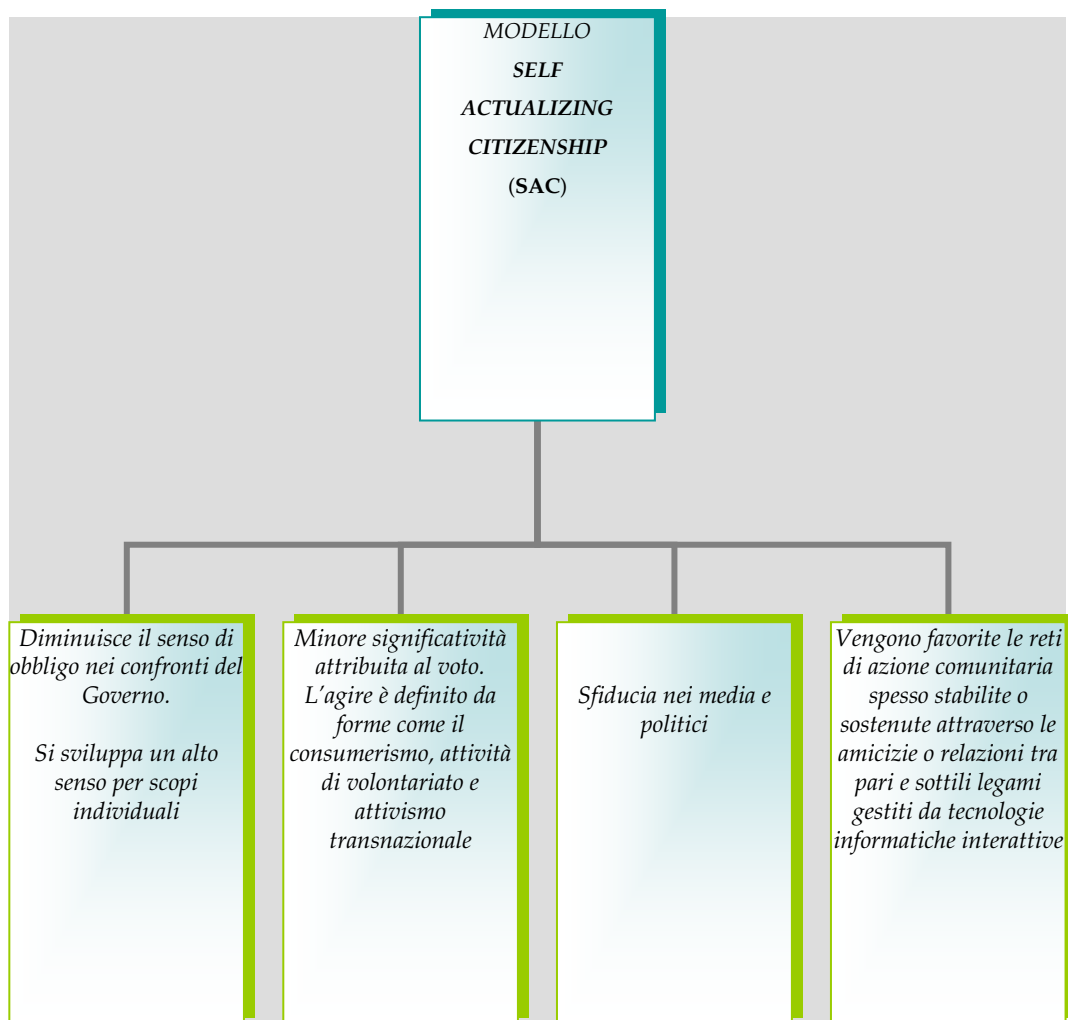 MODELLO
SELF
ACTUALIZING
CITIZENSHIP
(SAC)
Diminuisce il senso di
obbligo nei confronti del
Governo.
Si sviluppa un alto
senso per scopi
individuali
Minore significatività
attribuita al voto.
L'agire è definito da
forme come il
consumerismo, attività
di volontariato e
attivismo
transnazionale
Sfiducia nei media e
politici
Vengono favorite le reti
di azione comunitaria
spesso stabilite o
sostenute attraverso le
amicizie o relazioni tra
pari e sottili legami
gestiti da tecnologie
informatiche interattive